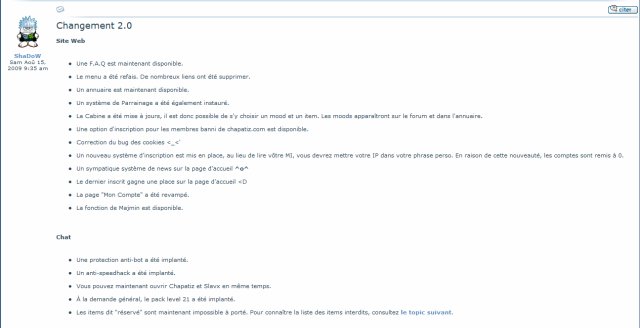 citer
Changement 2.0
ShaDoW
Sam Aoû 15,
2009 9:35 am
Site Web
Une F.A.Q est maintenant disponible.
Le menu a été refais. De nombreux liens ont été supprimer.
Un annuaire est maintenant disponible.
Un système de Parrainage a été également instauré.
La Cabine a été mise à jours, il est donc possible de s'y choisir un mood et un item. Les moods apparaîtront sur le forum et dans l'annuaire.
Une option d'inscription pour les membres banni de chapatiz.com est disponible.
Correction du bug des cookies <_<'
Un nouveau système d'inscription est mis en place, au lieu de lire vôtre MI, vous devrez mettre votre IP dans votre phrase perso. En raison de cette nouveauté, les comptes sont remis à 0.
Un sympatique système de news sur la page d'accueil ^o^
Le dernier inscrit gagne une place sur la page d'accueil <D
La page "Mon Compte" a été revampé.
La fonction de Majmin est disponible.
Chat
Une protection anti-bot a été implanté.
Un anti-speedhack a été implanté.
Vous pouvez maintenant ouvrir Chapatiz et Slavx en même temps.
À la demande général, le pack level 21 a été implanté.
Les items dit "réservé" sont maintenant impossible à porté. Pour connaître la liste des items interdits, consultez le topic suivant.